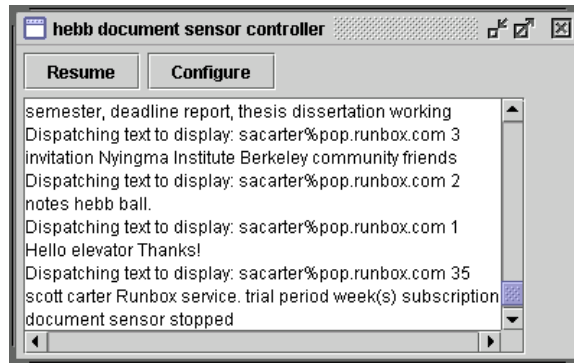 hebb document sensor controller
Resume Configure
semester, deadline report, thesis dissertation working
Dispatching text to display: sacarter%pop.runbox.com 3
invitation Nyingma Institute Berkeley community friends
Dispatching text to display: sacarter%pop.runbox.com 2
notes hebb ball.
Dispatching text to display: sacarter%pop.runbox.com 1
Hello elevator Thanks!
Dispatching text to display: sacarter%pop.runbox.com 35
scott carter Runbox service. trial period week(s) subscription
document sensor stopped